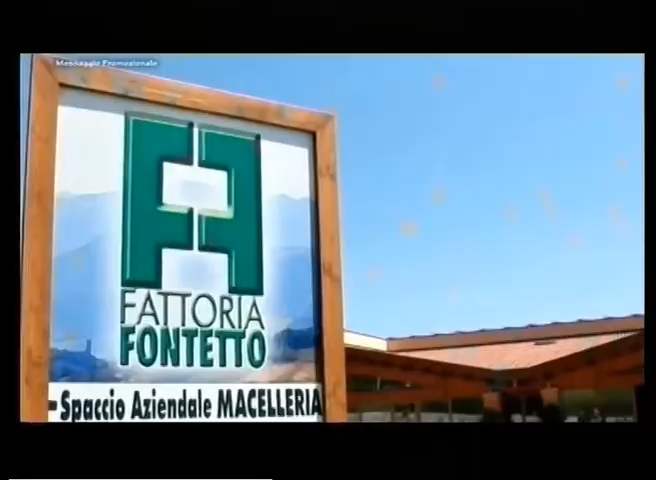 Messaggio Promozionale
FATTORIA
FONTETTO
-Spaccio Aziendale MACELLERIA